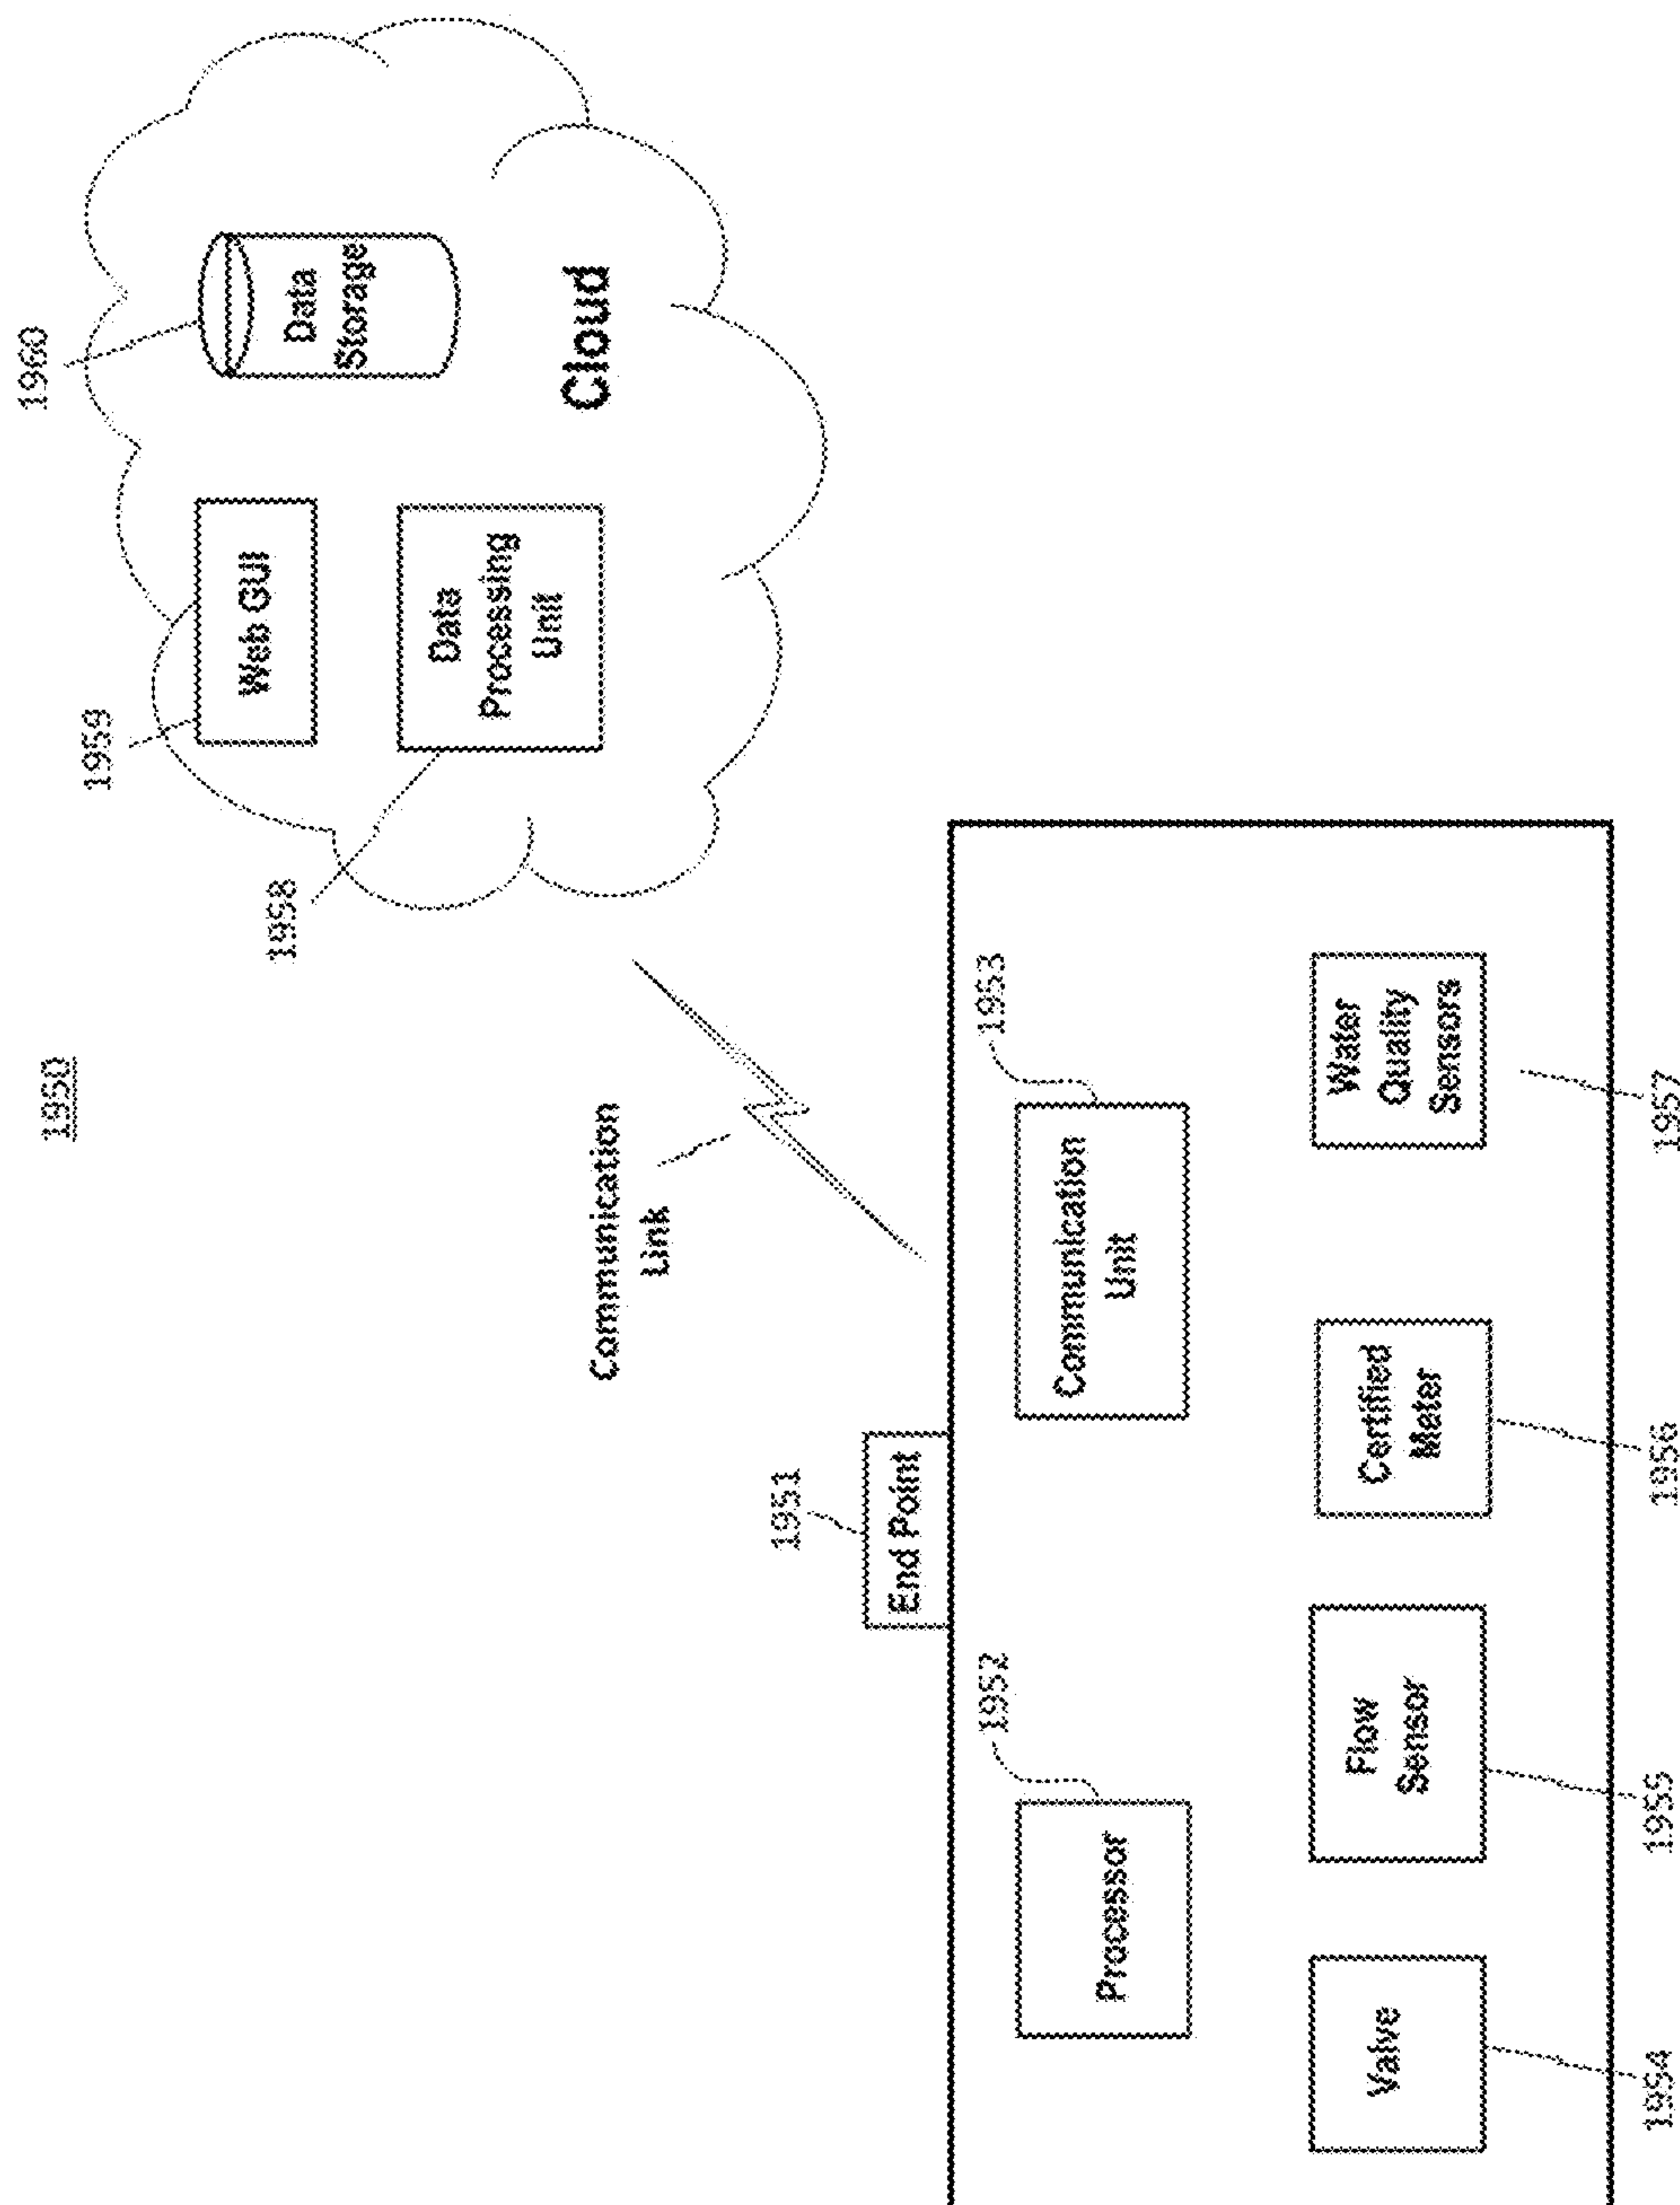 1950
1960
1959
Web GUI
Data
Storage
1958
Data
Processing
Unit
Cloud
Communication
Link
1951
End Point
1952
1953
Processor
Communication
Unit
Valve
Flow
Sensor
Certified
Meter
Water
Quality
Sensors
1954
1955
1956
1957